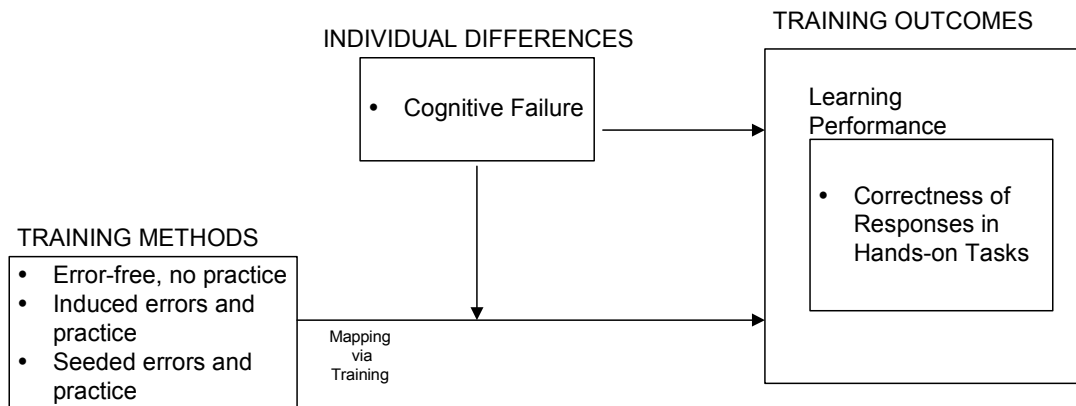 INDIVIDUAL DIFFERENCES
• Cognitive Failure
TRAINING OUTCOMES
Learning
Performance
• Correctness of
Responses in
Hands-on Tasks
TRAINING METHODS
• Error-free, no practice
• Induced errors and
practice
• Seeded errors and
practice
Mapping
via
Training